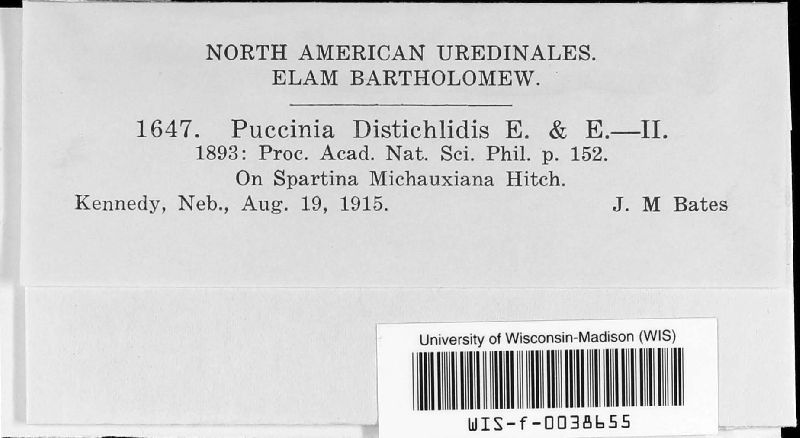 NORTH AMERICAN UREDINALES.
ELAM BARTHOLOMEW.
1647. Puccinia Distichlidis E. & E.—II.
1893: Proc. Acad. Nat. Sci. Phil. p. 152.
On Spartina Michauxiana Hitch.
Kennedy, Neb., Aug. 19, 1915. J. M Bates
University of Wisconsin-Madison (WIS)
WIS-f-0038655